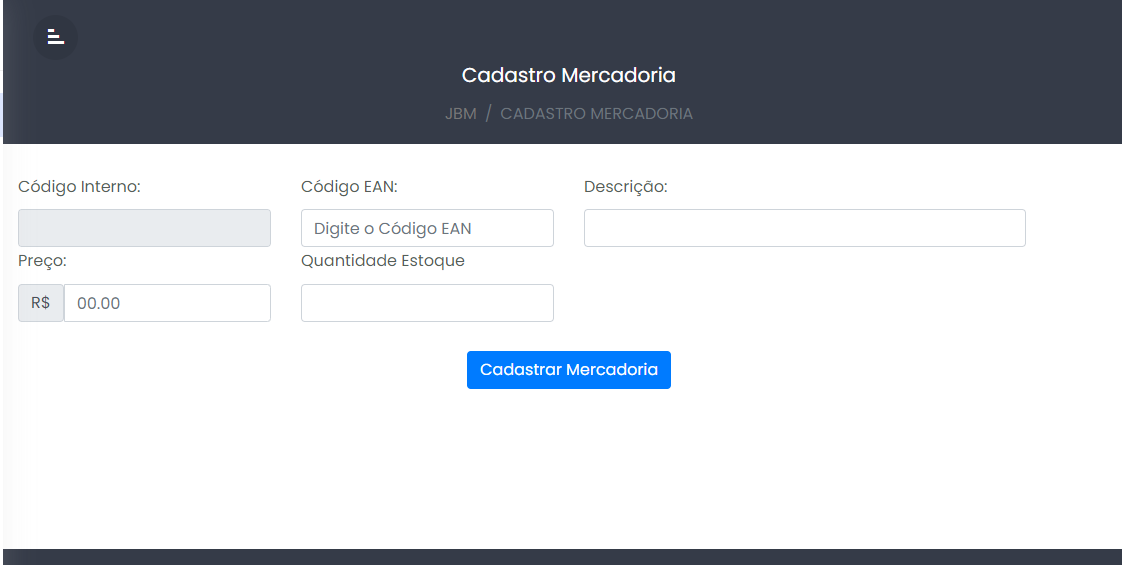 Cadastro Mercadoria
JBM / CADASTRO MERCADORIA
Código Interno: Código EAN: Descrição:
Digite o Código EAN
Preço: Quantidade Estoque
R$ 00.00
Cadastrar Mercadoria